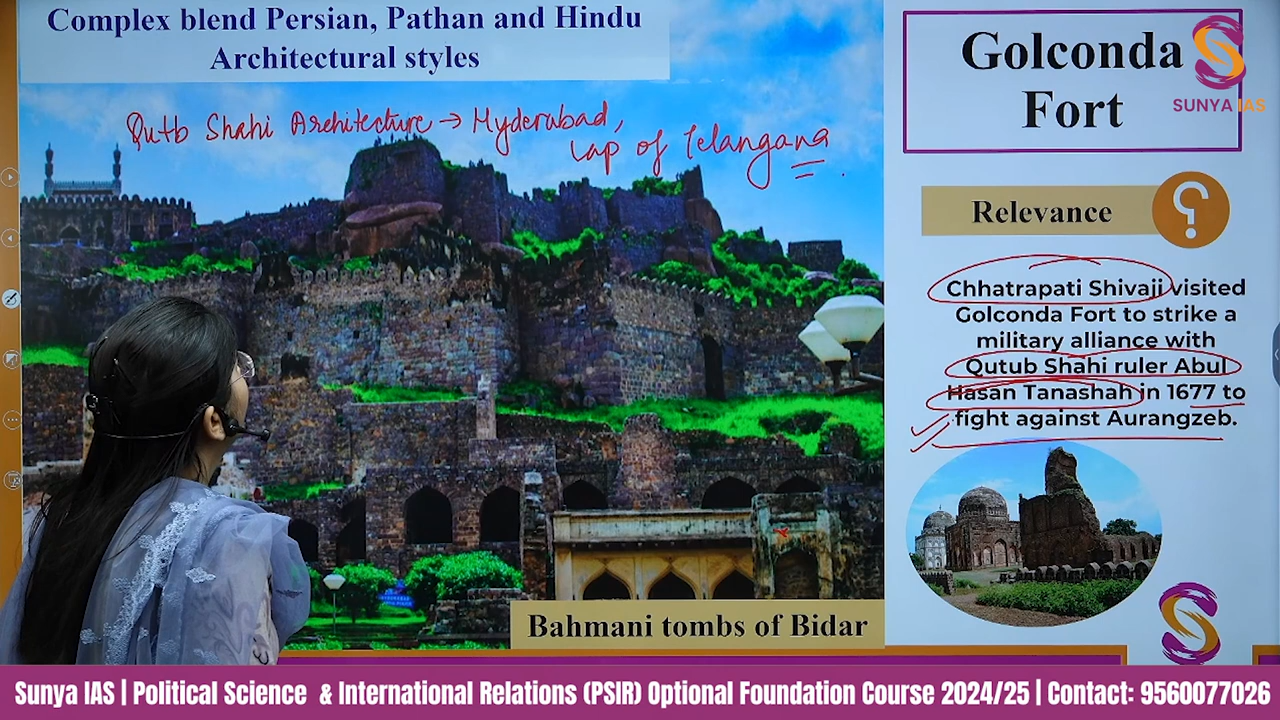 Complex blend Persian, Pathan and Hindu
Architectural styles
Qutb Shahi Architecture → Hyderabad,
cap of Telangana.
Bahmani tombs of Bidar
Golconda
Fort
SUNYA IAS
Relevance
Chhatrapati Shivaji visited
Golconda Fort to strike a
military alliance with
Qutub Shahi ruler Abul
Hasan Tanashah in 1677 to
fight against Aurangzeb.
Sunya IAS | Political Science & International Relations (PSIR) Optional Foundation Course 2024/25 | Contact: 9560077026